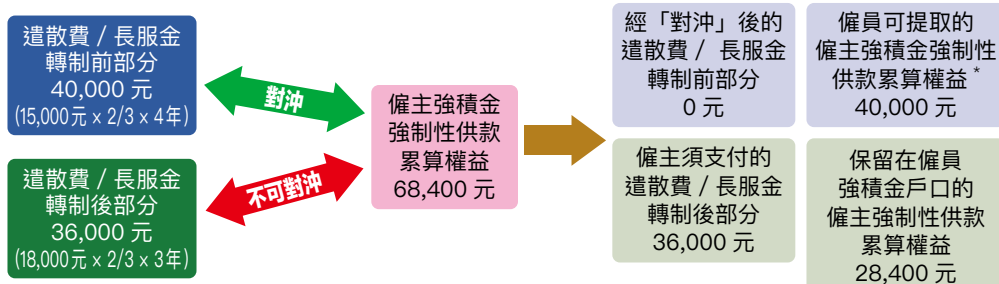 遣散費 / 長服金
轉制前部分
40,000 元
(15,000元 x 2/3 x 4年)
對沖
遣散費 / 長服金
轉制後部分
36,000 元
(18,000元 x 2/3 x 3年)
不可對沖
僱主強積金
強制性供款
累算權益
68,400 元
經「對沖」後的
遣散費 / 長服金
轉制前部分
0 元
僱員可提取的
僱主強積金強制性
供款累算權益*
40,000 元
僱主須支付的
遣散費 / 長服金
轉制後部分
36,000 元
保留在僱員
強積金戶口的
僱主強制性供款
累算權益
28,400 元